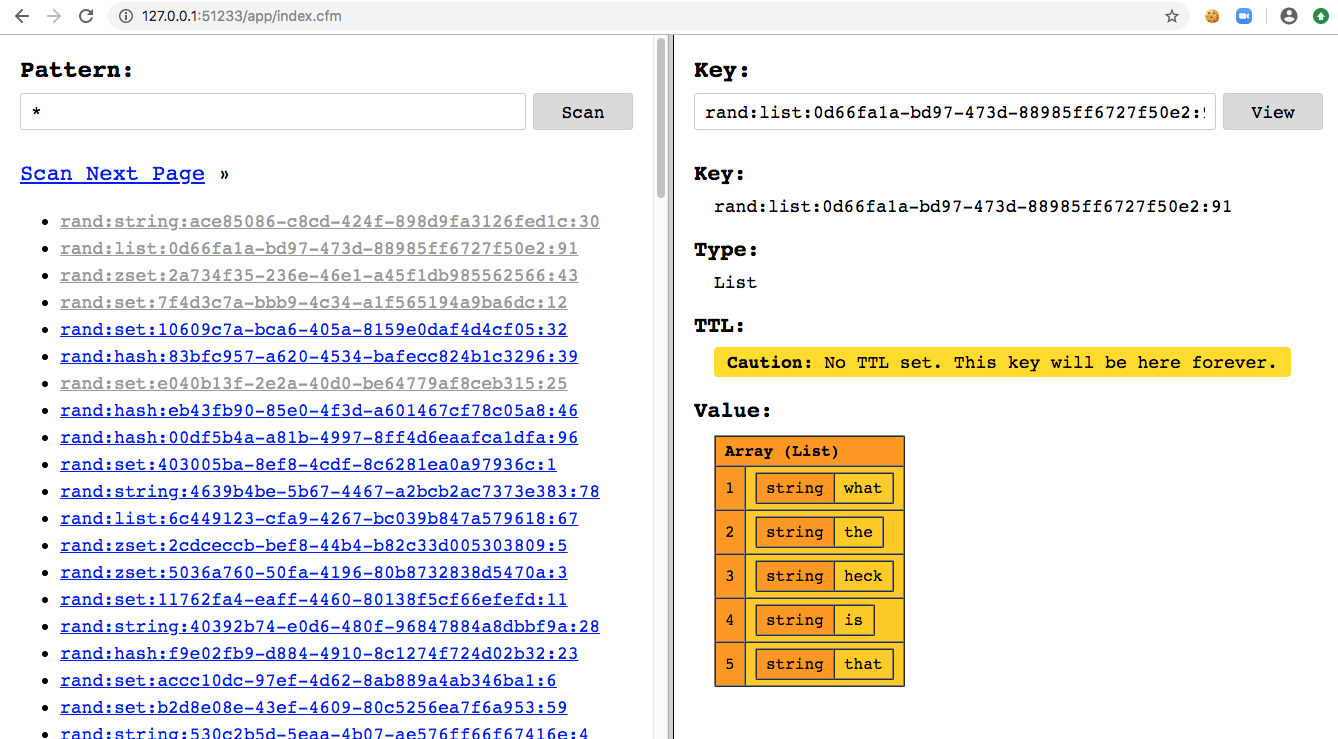 127.0.0.1:51233/app/index.cfm
Pattern:
*
Scan
Scan Next Page »
rand:string:ace85086-c8cd-424f-898d9fa3126fed1c:30
rand:list:0d66fa1a-bd97-473d-88985ff6727f50e2:91
rand:zset:2a734f35-236e-46e1-a45f1db985562566:43
rand:set:7f4d3c7a-bbb9-4c34-a1f565194a9ba6dc:12
rand:set:10609c7a-bca6-405a-8159e0daf4d4cf05:32
rand:hash:83bfc957-a620-4534-bafecc824b1c3296:39
rand:set:e040b13f-2e2a-40d0-be64779af8ceb315:25
rand:hash:eb43fb90-85e0-4f3d-a601467cf78c05a8:46
rand:hash:00df5b4a-a81b-4997-8ff4d6eaafca1dfa:96
rand:set:403005ba-8ef8-4cdf-8c6281ea0a97936c:1
rand:string:4639b4be-5b67-4467-a2bcb2ac7373e383:78
rand:list:6c449123-cfa9-4267-bc039b847a579618:67
rand:zset:2cdceccb-bef8-44b4-b82c33d005303809:5
rand:zset:5036a760-50fa-4196-80b8732838d5470a:3
rand:set:11762fa4-eaff-4460-80138f5cf66efefd:11
rand:string:40392b74-e0d6-480f-96847884a8dbbf9a:28
rand:hash:f9e02fb9-d884-4910-8c1274f724d02b32:23
rand:set:accc10dc-97ef-4d62-8ab889a4ab346ba1:6
rand:set:b2d8e08e-43ef-4609-80c5256ea7f6a953:59
rand:string:530c2b5d-5eaa-4b07-ae576ff66f67416e:4
Key:
rand:list:0d66fa1a-bd97-473d-88985ff6727f50e2:9
View
Key:
rand:list:0d66fa1a-bd97-473d-88985ff6727f50e2:91
Type:
List
TTL:
Caution: No TTL set. This key will be here forever.
Value:
Array (List)
1 string what
2 string the
3 string heck
4 string is
5 string that